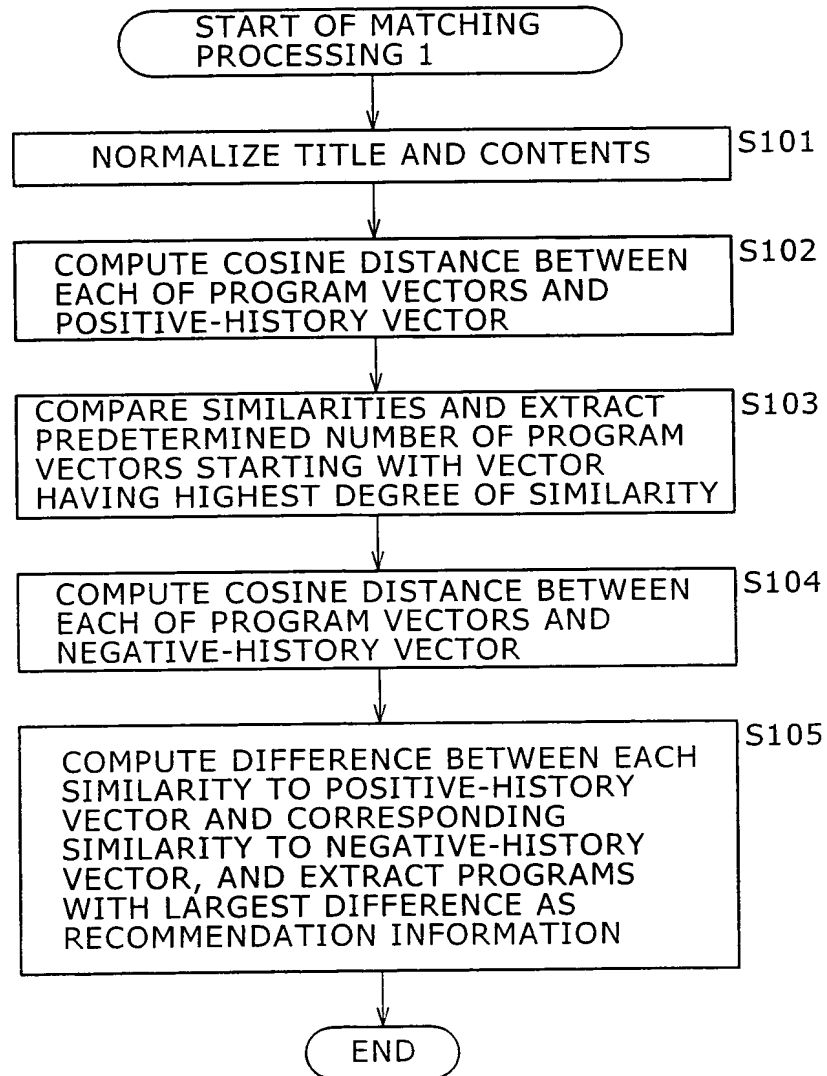 START OF MATCHING
PROCESSING 1
NORMALIZE TITLE AND CONTENTS
S101
COMPUTE COSINE DISTANCE BETWEEN
EACH OF PROGRAM VECTORS AND
POSITIVE-HISTORY VECTOR
S102
COMPARE SIMILARITIES AND EXTRACT
PREDETERMINED NUMBER OF PROGRAM
VECTORS STARTING WITH VECTOR
HAVING HIGHEST DEGREE OF SIMILARITY
S103
COMPUTE COSINE DISTANCE BETWEEN
EACH OF PROGRAM VECTORS AND
NEGATIVE-HISTORY VECTOR
S104
COMPUTE DIFFERENCE BETWEEN EACH
SIMILARITY TO POSITIVE-HISTORY
VECTOR AND CORRESPONDING
SIMILARITY TO NEGATIVE-HISTORY
VECTOR, AND EXTRACT PROGRAMS
WITH LARGEST DIFFERENCE AS
RECOMMENDATION INFORMATION
S105
END